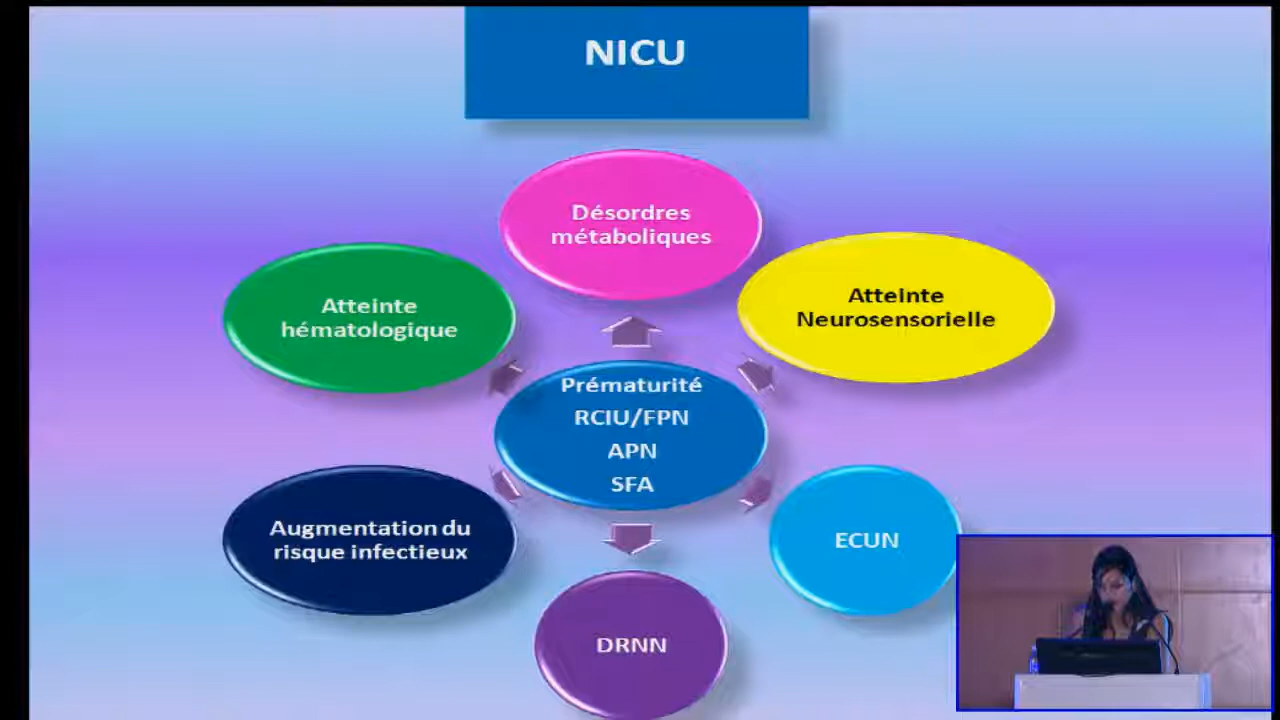 NICU
Désordres
métaboliques
Atteinte
hématologique
Atteinte
Neurosensorielle
Prématurité
RCIU/FPN
APN
SFA
Augmentation du
risque infectieux
ECUN
DRNN